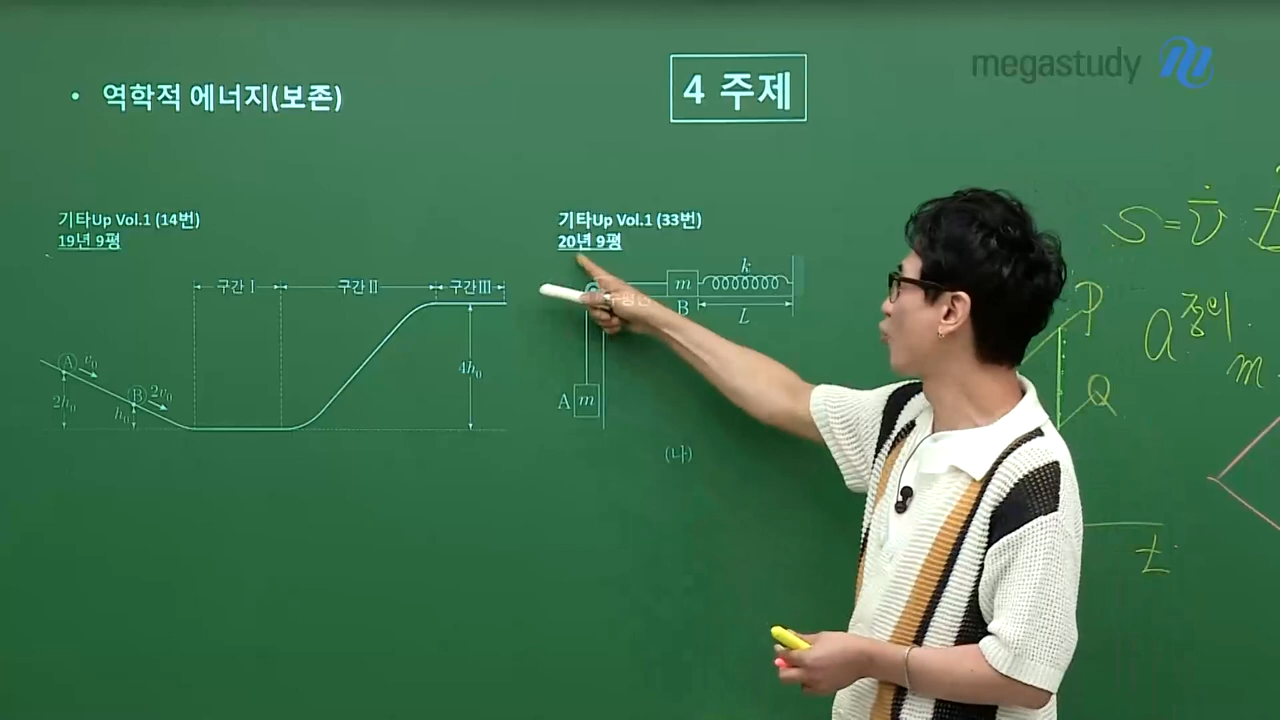 megastudy
• 역학적 에너지(보존)
4 주제
기타Up Vol.1 (14번)
19년 9평
구간 I
구간 II
구간 III
A v₀
B 2v₀
2h₀
h₀
4h₀
기타Up Vol.1 (33번)
20년 9평
m
k
B
L
A m
(나)
P
Q
a 정의
m
t